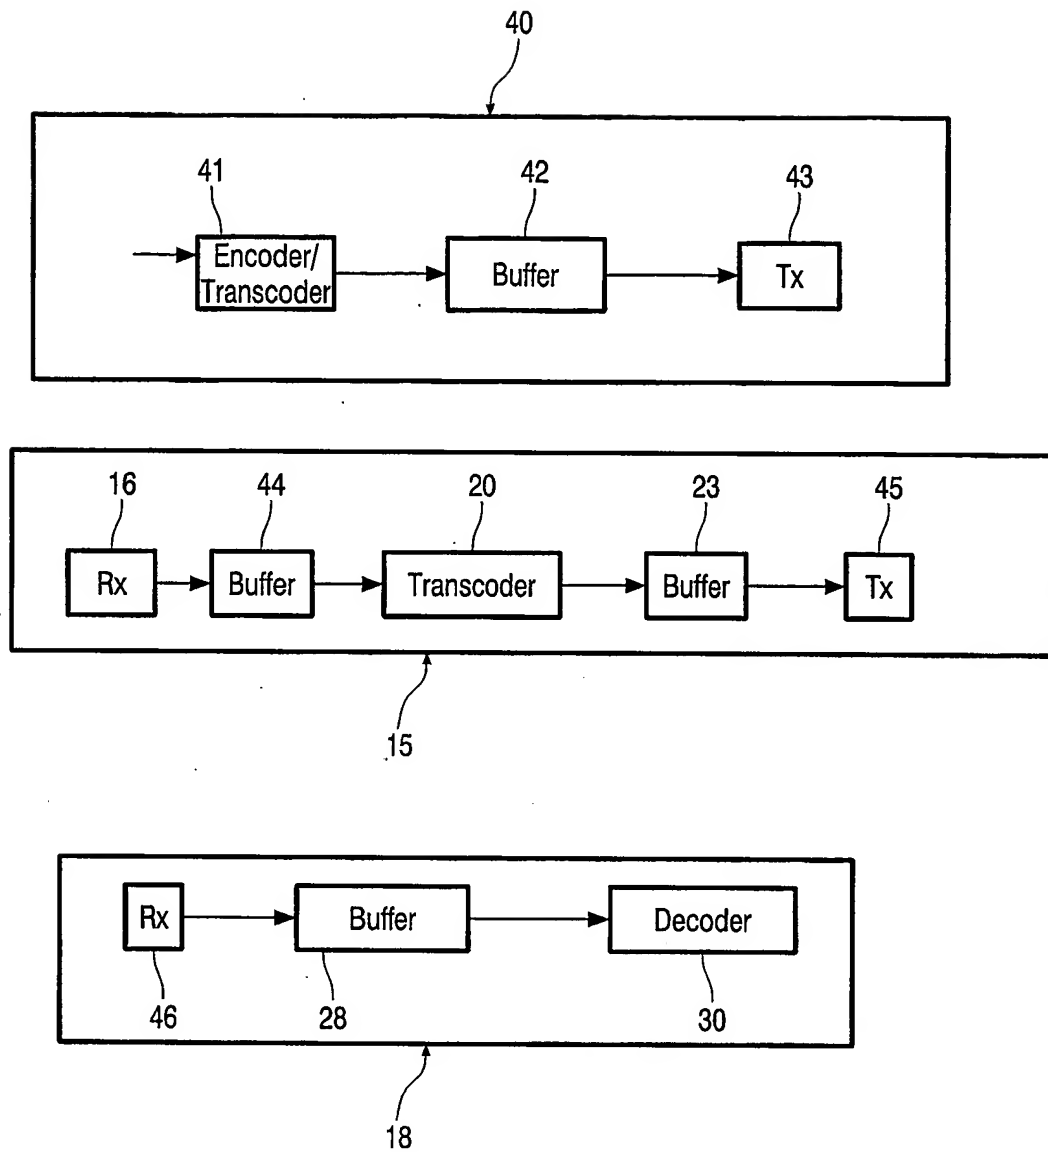 40
41 42 43
Encoder/
Transcoder
Buffer
Tx
16 44 20 23 45
Rx Buffer Transcoder Buffer Tx
15
Rx Buffer Decoder
46 28 30
18